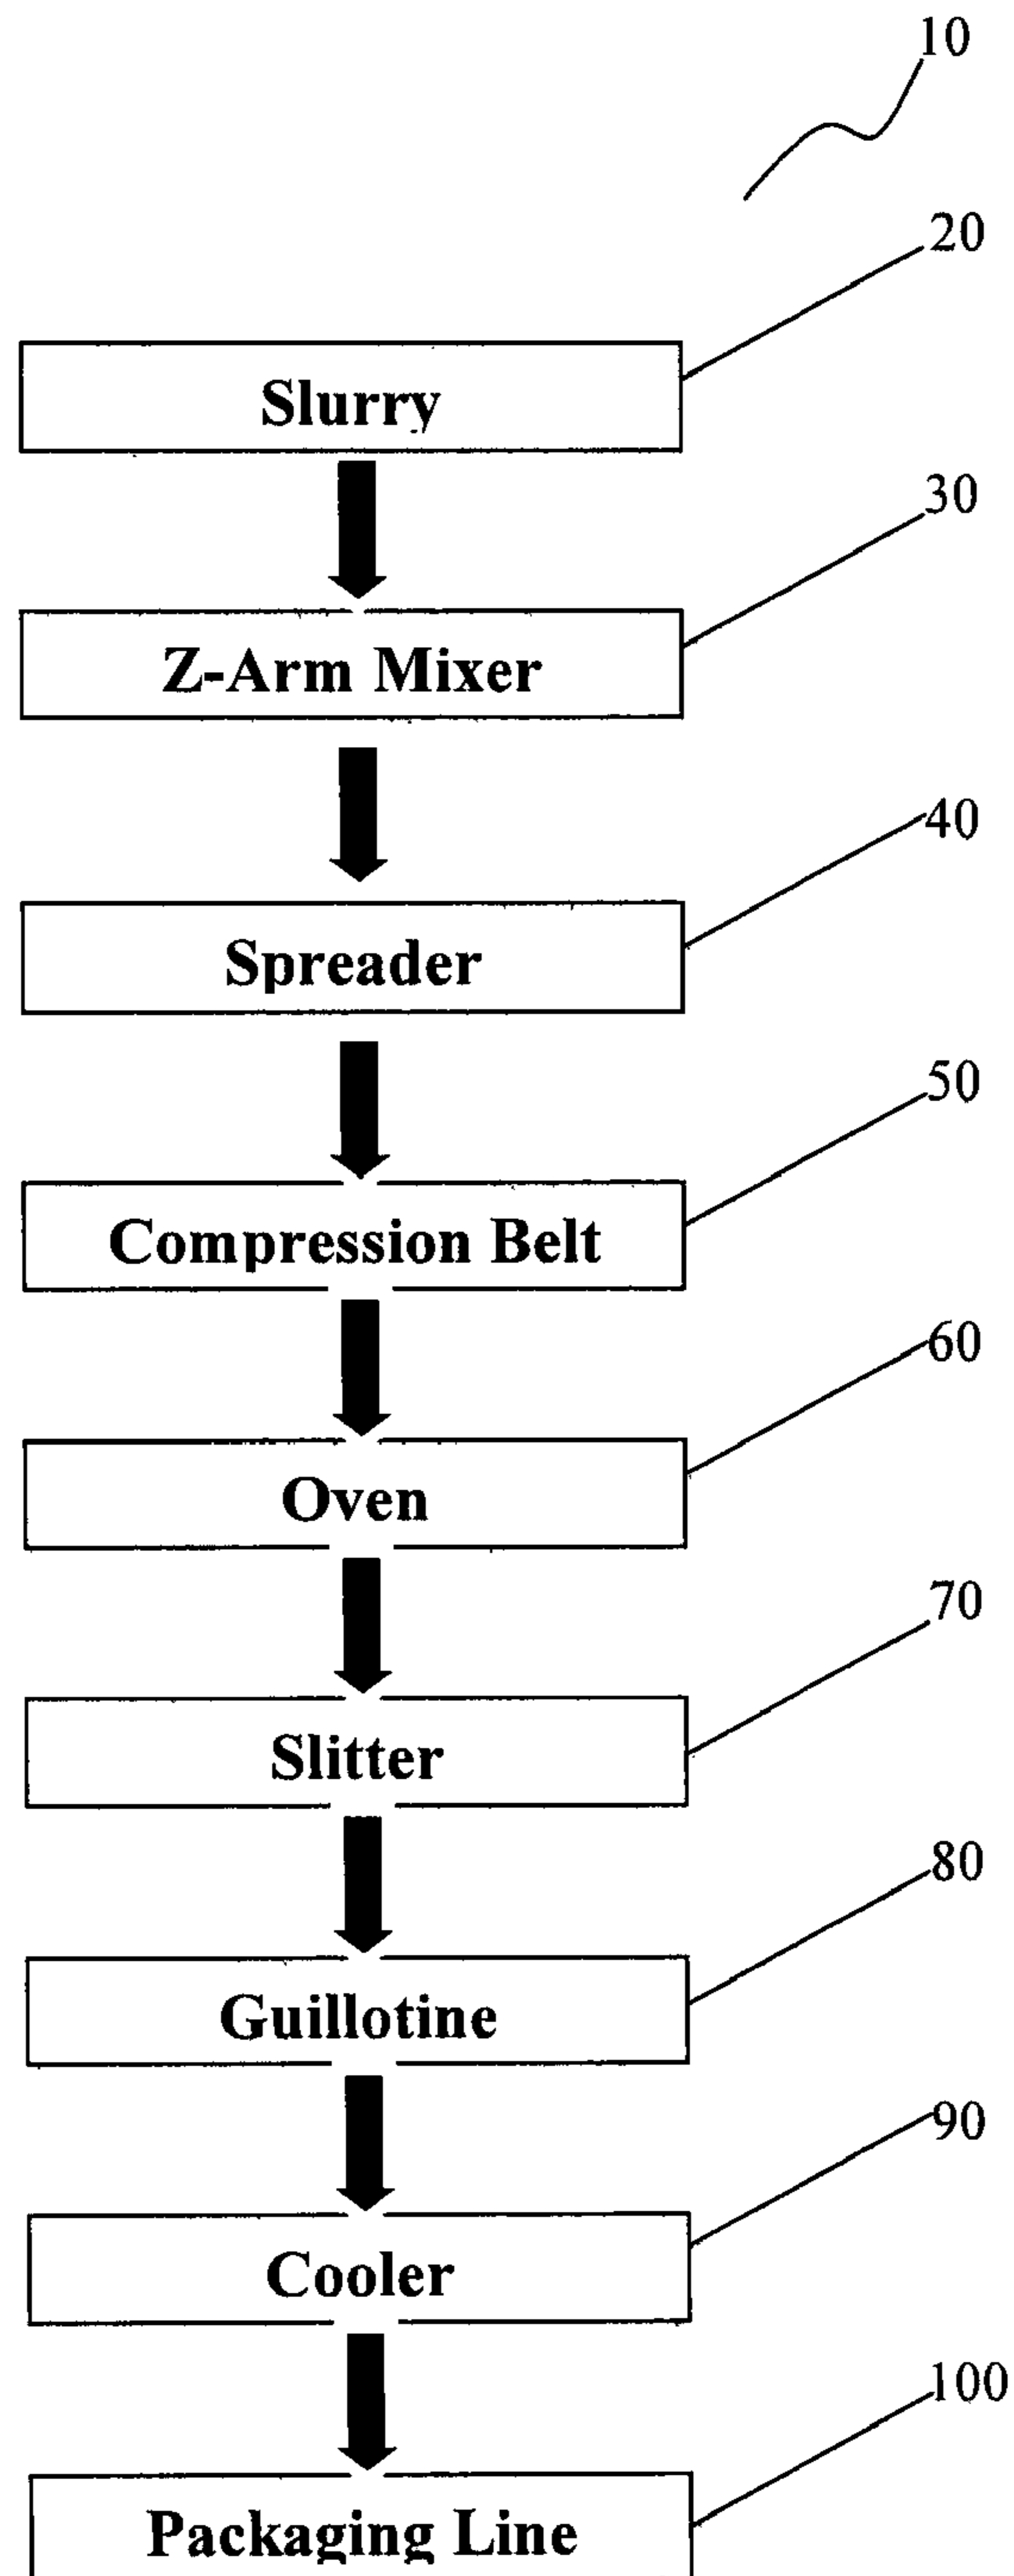 10
20
Slurry
30
Z-Arm Mixer
40
Spreader
50
Compression Belt
60
Oven
70
Slitter
80
Guillotine
90
Cooler
100
Packaging Line